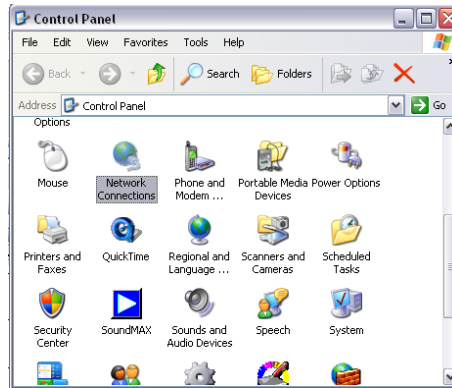 Control Panel
File Edit View Favorites Tools Help
Back Search Folders
Address Control Panel Go
Options
Mouse Network Connections Phone and Modem ... Portable Media Devices Power Options
Printers and Faxes QuickTime Regional and Language ... Scanners and Cameras Scheduled Tasks
Security Center SoundMAX Sounds and Audio Devices Speech System